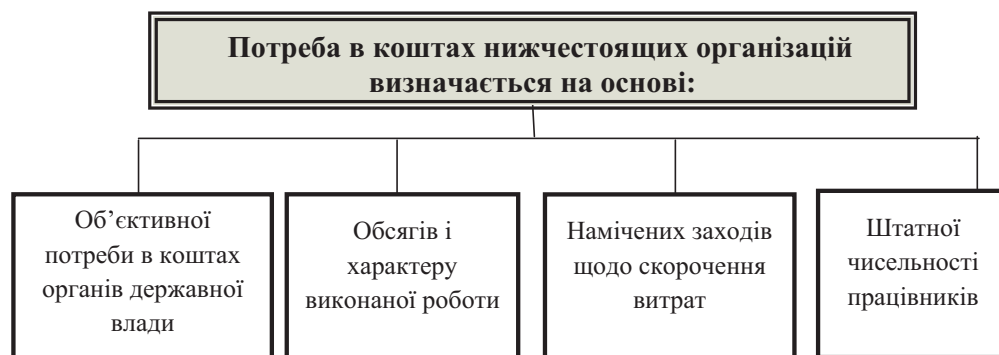 Потреба в коштах нижчестоящих організацій
визначається на основі:
Об’єктивної
потреби в коштах
органів державної
влади
Обсягів і
характеру
виконаної роботи
Намічених заходів
щодо скорочення
витрат
Штатної
чисельності
працівників